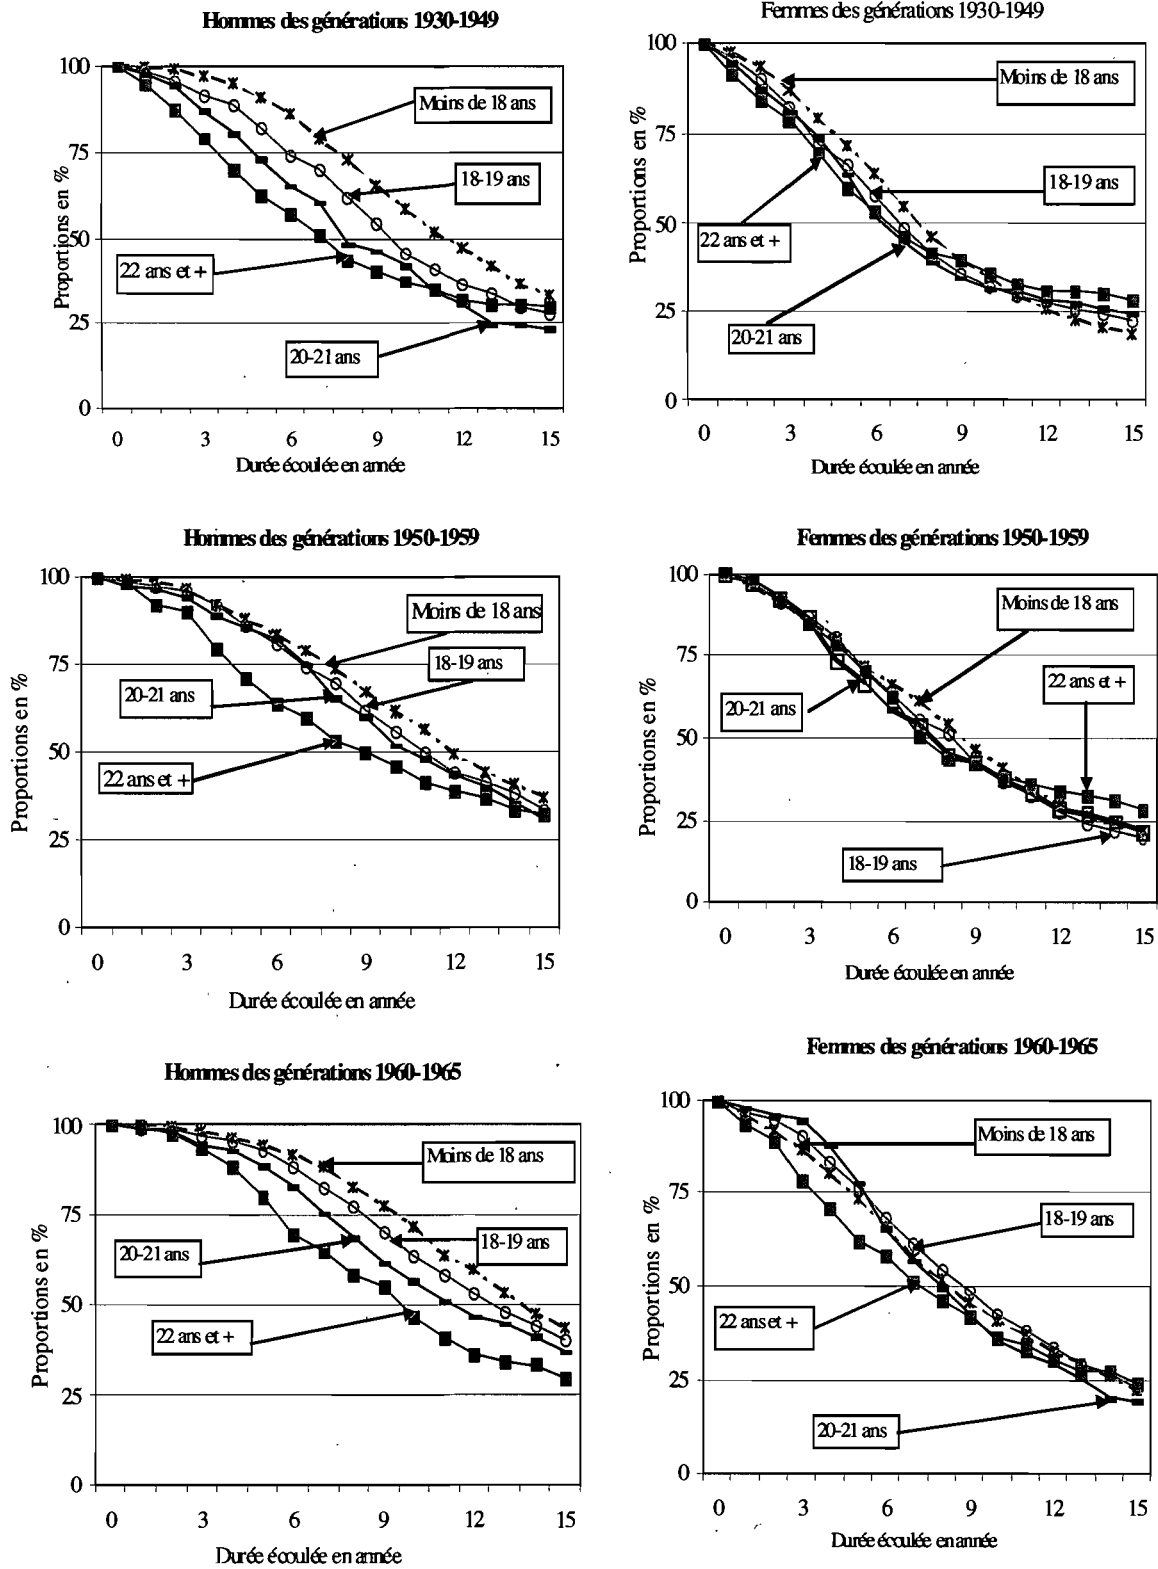 Hommes des générations 1930-1949
Proportions en %
100
75
50
25
0
Moins de 18 ans
18-19 ans
22 ans et +
20-21 ans
0 3 6 9 12 15
Durée écoulée en année
Femmes des générations 1930-1949
Proportions en %
100
75
50
25
0
Moins de 18 ans
18-19 ans
22 ans et +
20-21 ans
0 3 6 9 12 15
Durée écoulée en année
Hommes des générations 1950-1959
Proportions en %
100
75
50
25
0
Moins de 18 ans
18-19 ans
20-21 ans
22 ans et +
0 3 6 9 12 15
Durée écoulée en année
Femmes des générations 1950-1959
Proportions en %
100
75
50
25
0
Moins de 18 ans
22 ans et +
20-21 ans
18-19 ans
0 3 6 9 12 15
Durée écoulée en année
Hommes des générations 1960-1965
Proportions en %
100
75
50
25
0
Moins de 18 ans
18-19 ans
20-21 ans
22 ans et +
0 3 6 9 12 15
Durée écoulée en année
Femmes des générations 1960-1965
Proportions en %
100
75
50
25
0
Moins de 18 ans
18-19 ans
22 ans et +
20-21 ans
0 3 6 9 12 15
Durée écoulée en année